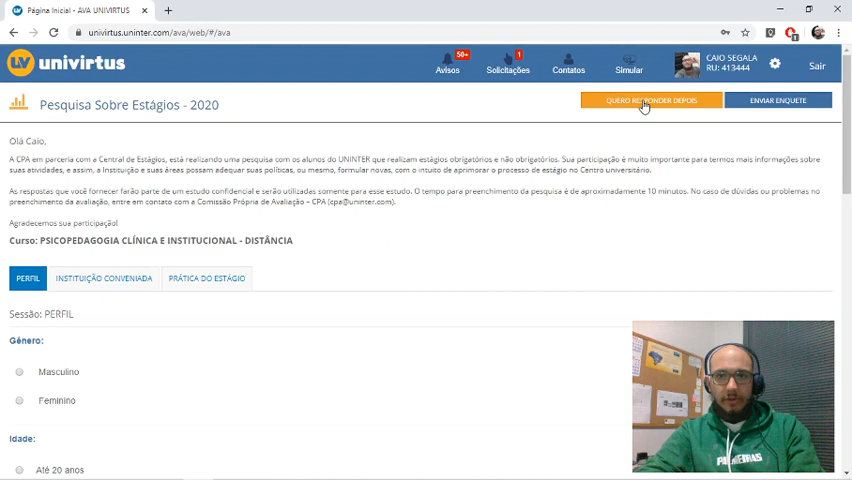 Página Inicial - AVA UNIVIRTUS
univirtus.uninter.com/ava/web/#/ava
UV univirtus
50+
Avisos
1
Solicitações
Contatos
Simular
CAIO SEGALA
RU: 413444
Sair
Pesquisa Sobre Estágios - 2020
QUERO RESPONDER DEPOIS
ENVIAR ENQUETE
Olá Caio,
A CPA em parceria com a Central de Estágios, está realizando uma pesquisa com os alunos do UNINTER que realizam estágios obrigatórios e não obrigatórios. Sua participação é muito importante para termos mais informações sobre
suas atividades, e assim, a Instituição e suas áreas possam adequar suas políticas, ou mesmo, formular novas, com o intuito de aprimorar o processo de estágio no Centro universitário.
As respostas que você fornecer farão parte de um estudo confidencial e serão utilizadas somente para esse estudo. O tempo para preenchimento da pesquisa é de aproximadamente 10 minutos. No caso de dúvidas ou problemas no
preenchimento da avaliação, entre em contato com a Comissão Própria de Avaliação – CPA (cpa@uninter.com).
Agradecemos sua participação!
Curso: PSICOPEDAGOGIA CLÍNICA E INSTITUCIONAL - DISTÂNCIA
PERFIL
INSTITUIÇÃO CONVENIADA
PRÁTICA DO ESTÁGIO
Sessão: PERFIL
Gênero:
Masculino
Feminino
Idade:
Até 20 anos
PALMEIRAS